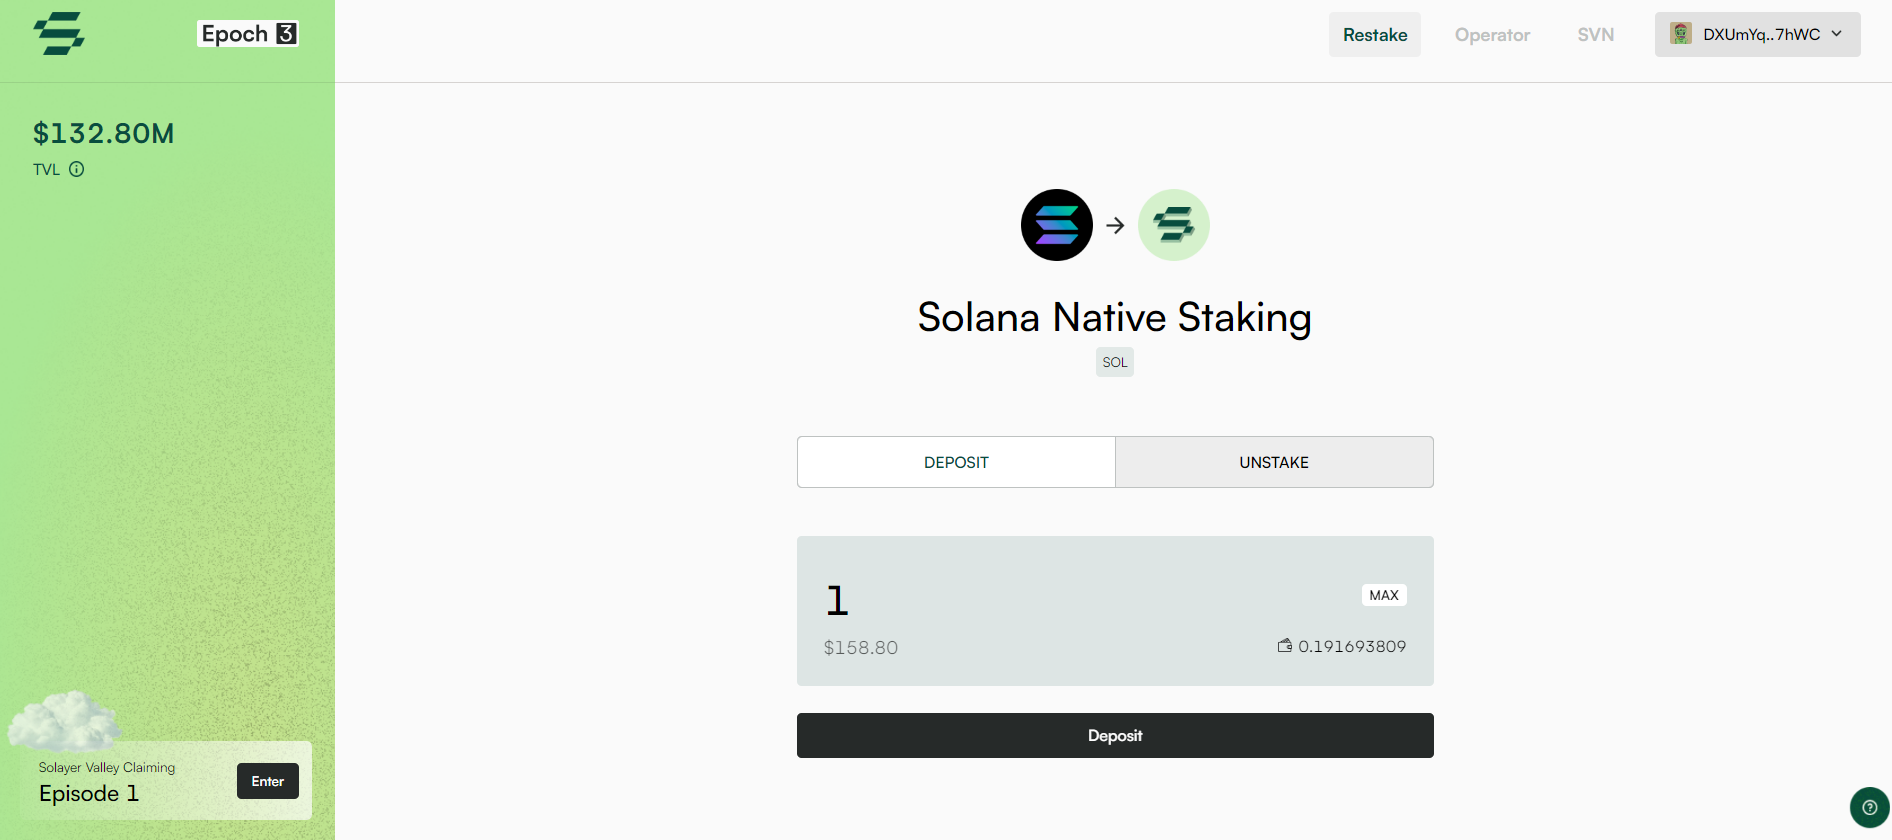 Epoch 3
Restake
Operator
SVN
DXUmYq..7hWC
$132.80M
TVL
Solana Native Staking
SOL
DEPOSIT
UNSTAKE
1
MAX
$158.80
0.191693809
Deposit
Solayer Valley Claiming
Episode 1
Enter